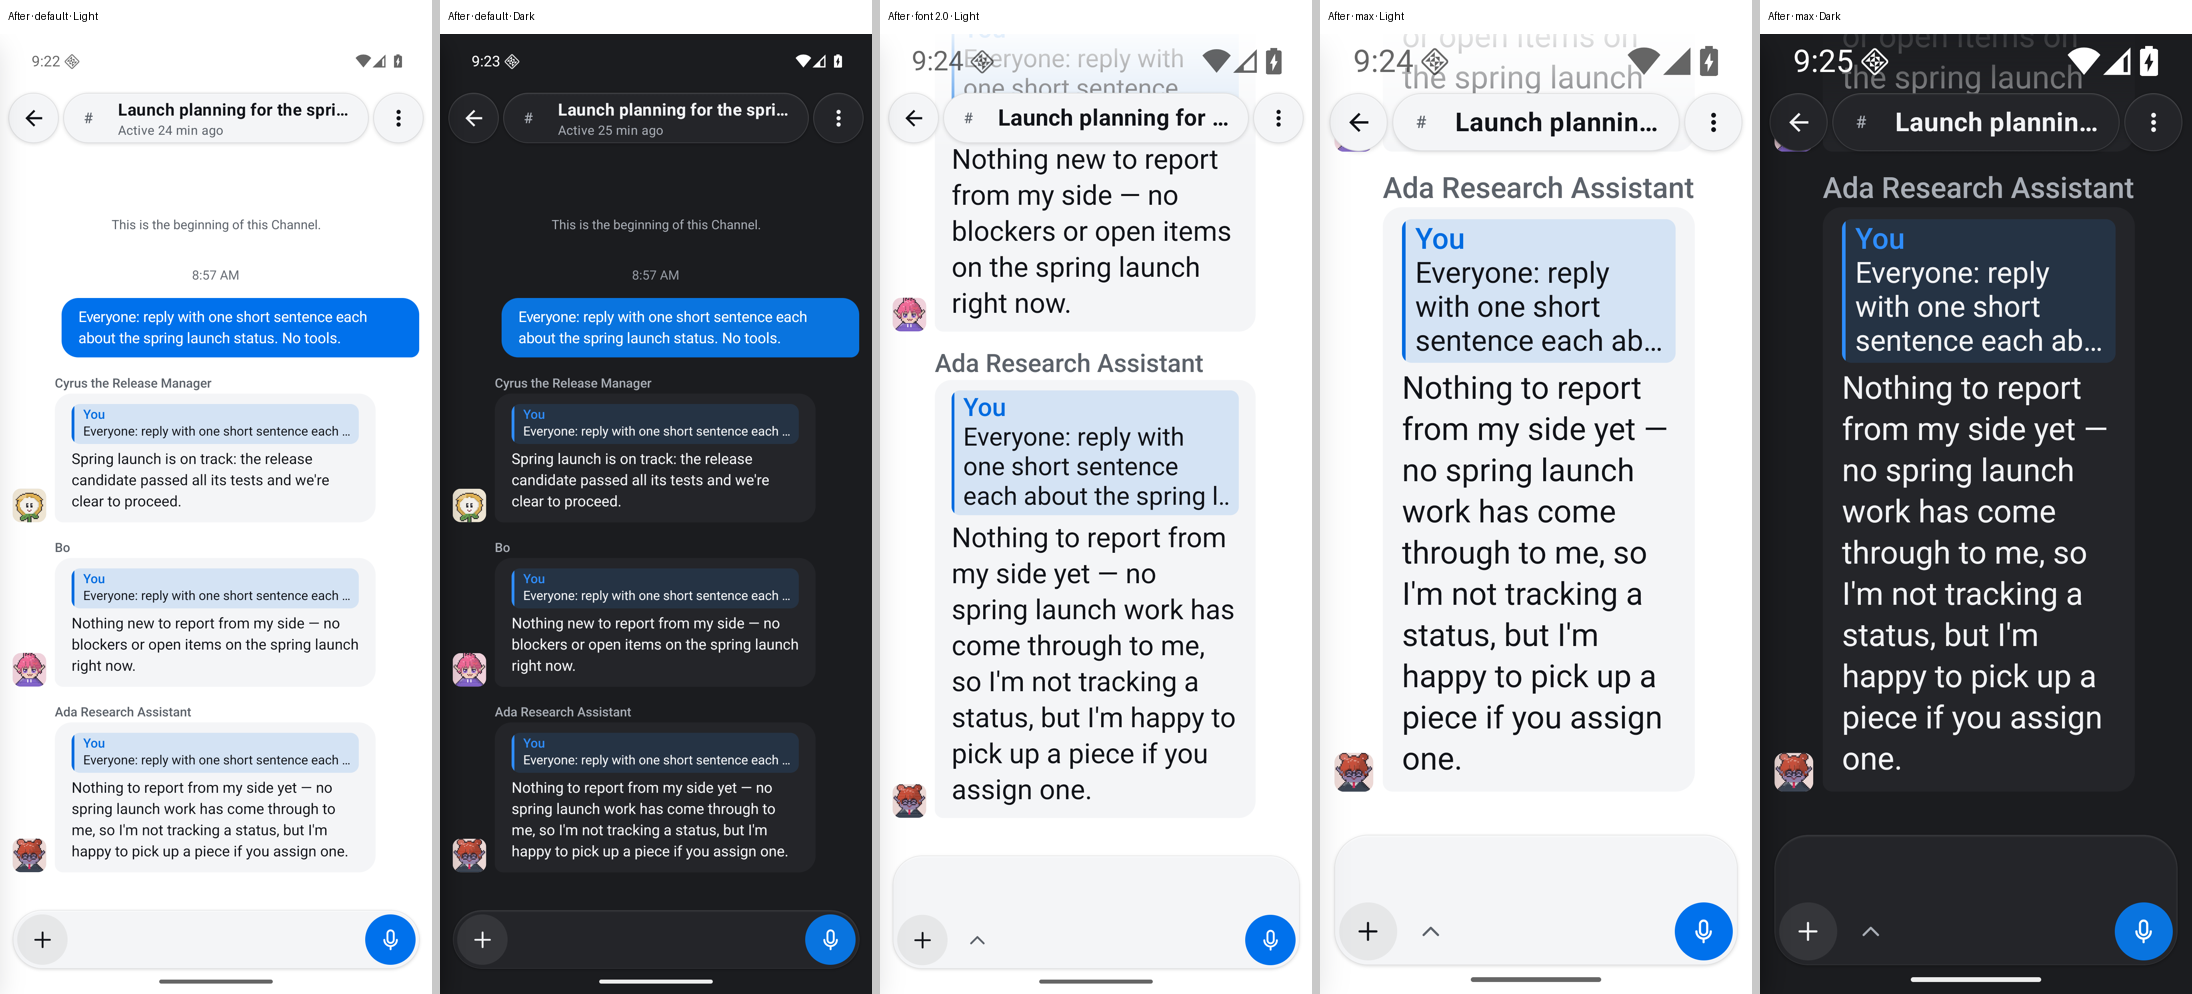 After · default · Light
9:22
#
Launch planning for the spri...
Active 24 min ago
This is the beginning of this Channel.
8:57 AM
Everyone: reply with one short sentence each
about the spring launch status. No tools.
Cyrus the Release Manager
You
Everyone: reply with one short sentence each ...
Spring launch is on track: the release
candidate passed all its tests and we're
clear to proceed.
Bo
You
Everyone: reply with one short sentence each ...
Nothing new to report from my side — no
blockers or open items on the spring launch
right now.
Ada Research Assistant
You
Everyone: reply with one short sentence each ...
Nothing to report from my side yet — no
spring launch work has come through to
me, so I'm not tracking a status, but I'm
happy to pick up a piece if you assign one.
After · default · Dark
9:23
#
Launch planning for the spri...
Active 25 min ago
This is the beginning of this Channel.
8:57 AM
Everyone: reply with one short sentence each
about the spring launch status. No tools.
Cyrus the Release Manager
You
Everyone: reply with one short sentence each ...
Spring launch is on track: the release
candidate passed all its tests and we're
clear to proceed.
Bo
You
Everyone: reply with one short sentence each ...
Nothing new to report from my side — no
blockers or open items on the spring launch
right now.
Ada Research Assistant
You
Everyone: reply with one short sentence each ...
Nothing to report from my side yet — no
spring launch work has come through to
me, so I'm not tracking a status, but I'm
happy to pick up a piece if you assign one.
After · font 2.0 · Light
You
9:24
Everyone: reply with
one short sentence
#
Launch planning for ...
Nothing new to report
from my side — no
blockers or open items
on the spring launch
right now.
Ada Research Assistant
You
Everyone: reply with
one short sentence
each about the spring l..
Nothing to report from
my side yet — no
spring launch work has
come through to me,
so I'm not tracking a
status, but I'm happy to
pick up a piece if you
assign one.
After · max · Light
or open items on
9:24
the spring launch
#
Launch plannin...
Ada Research Assistant
You
Everyone: reply
with one short
sentence each ab...
Nothing to report
from my side yet —
no spring launch
work has come
through to me, so
I'm not tracking a
status, but I'm
happy to pick up a
piece if you assign
one.
After · max · Dark
or open items on
9:25
the spring launch
#
Launch plannin...
Ada Research Assistant
You
Everyone: reply
with one short
sentence each ab...
Nothing to report
from my side yet —
no spring launch
work has come
through to me, so
I'm not tracking a
status, but I'm
happy to pick up a
piece if you assign
one.